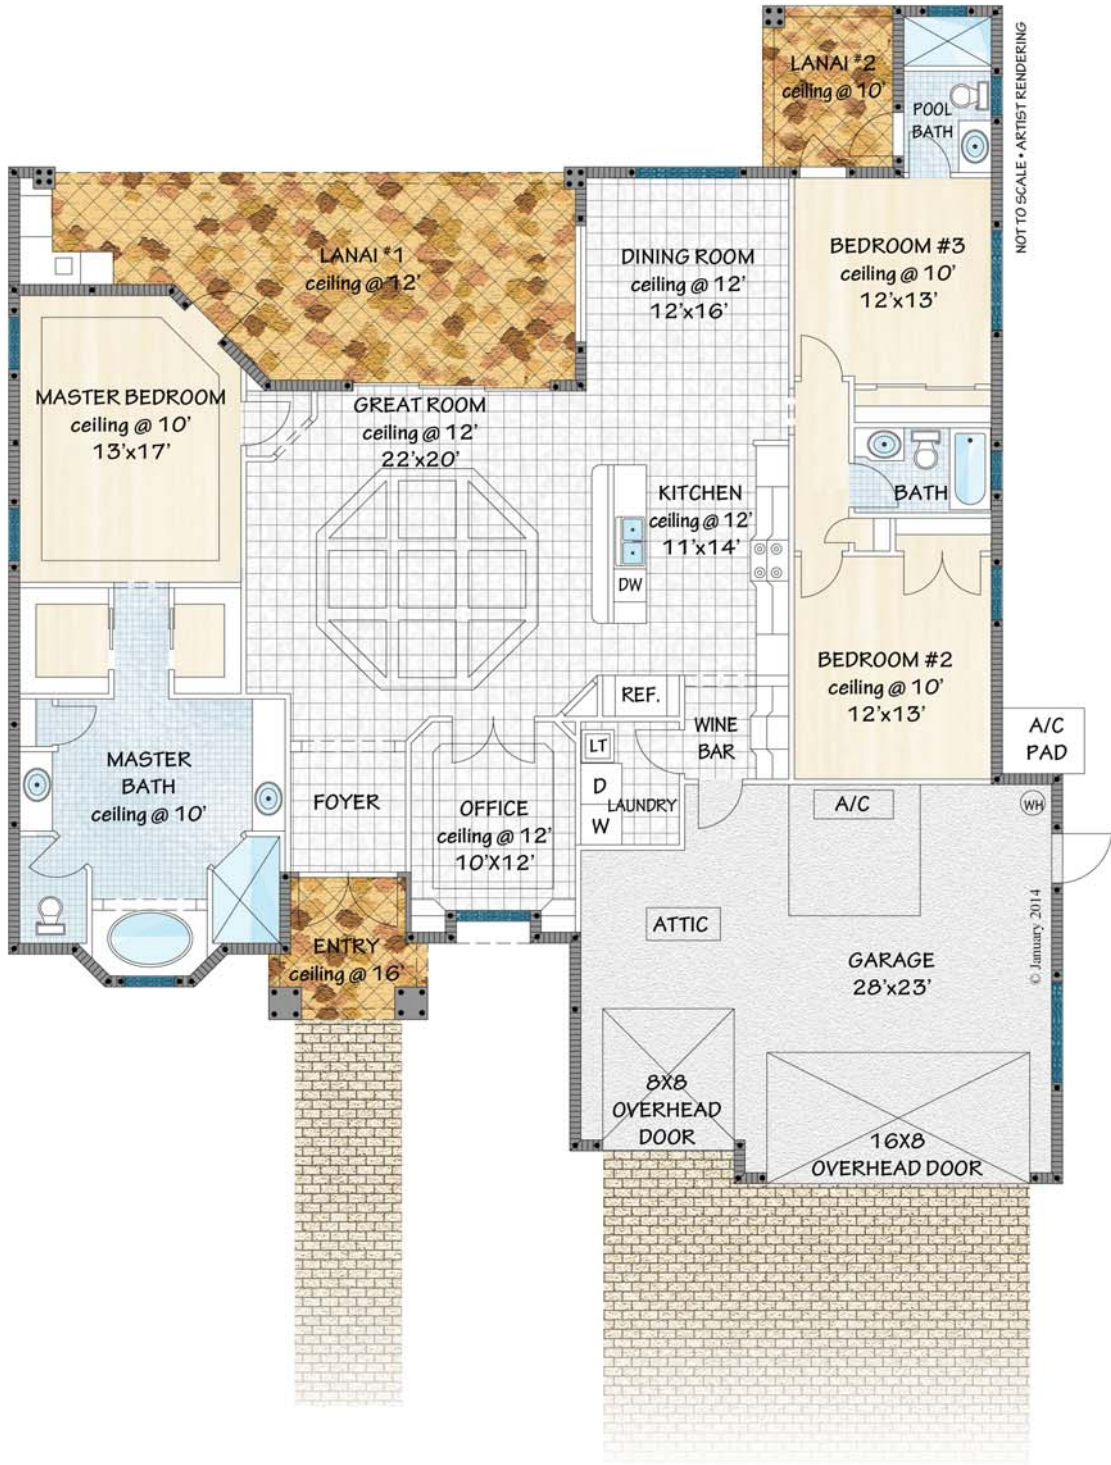 LANAI #2
ceiling @ 10'
POOL
BATH
NOT TO SCALE • ARTIST RENDERING
LANAI #1
ceiling @ 12'
DINING ROOM
ceiling @ 12'
12'x16'
BEDROOM #3
ceiling @ 10'
12'x13'
MASTER BEDROOM
ceiling @ 10'
13'x17'
GREAT ROOM
ceiling @ 12'
22'x20'
KITCHEN
ceiling @ 12'
11'x14'
DW
BATH
BEDROOM #2
ceiling @ 10'
12'x13'
REF.
WINE
BAR
A/C
PAD
MASTER
BATH
ceiling @ 10'
FOYER
OFFICE
ceiling @ 12'
10'X12'
LT
D
W
LAUNDRY
A/C
WH
ATTIC
ENTRY
ceiling @ 16'
GARAGE
28'x23'
© January 2014
8X8
OVERHEAD
DOOR
16X8
OVERHEAD DOOR